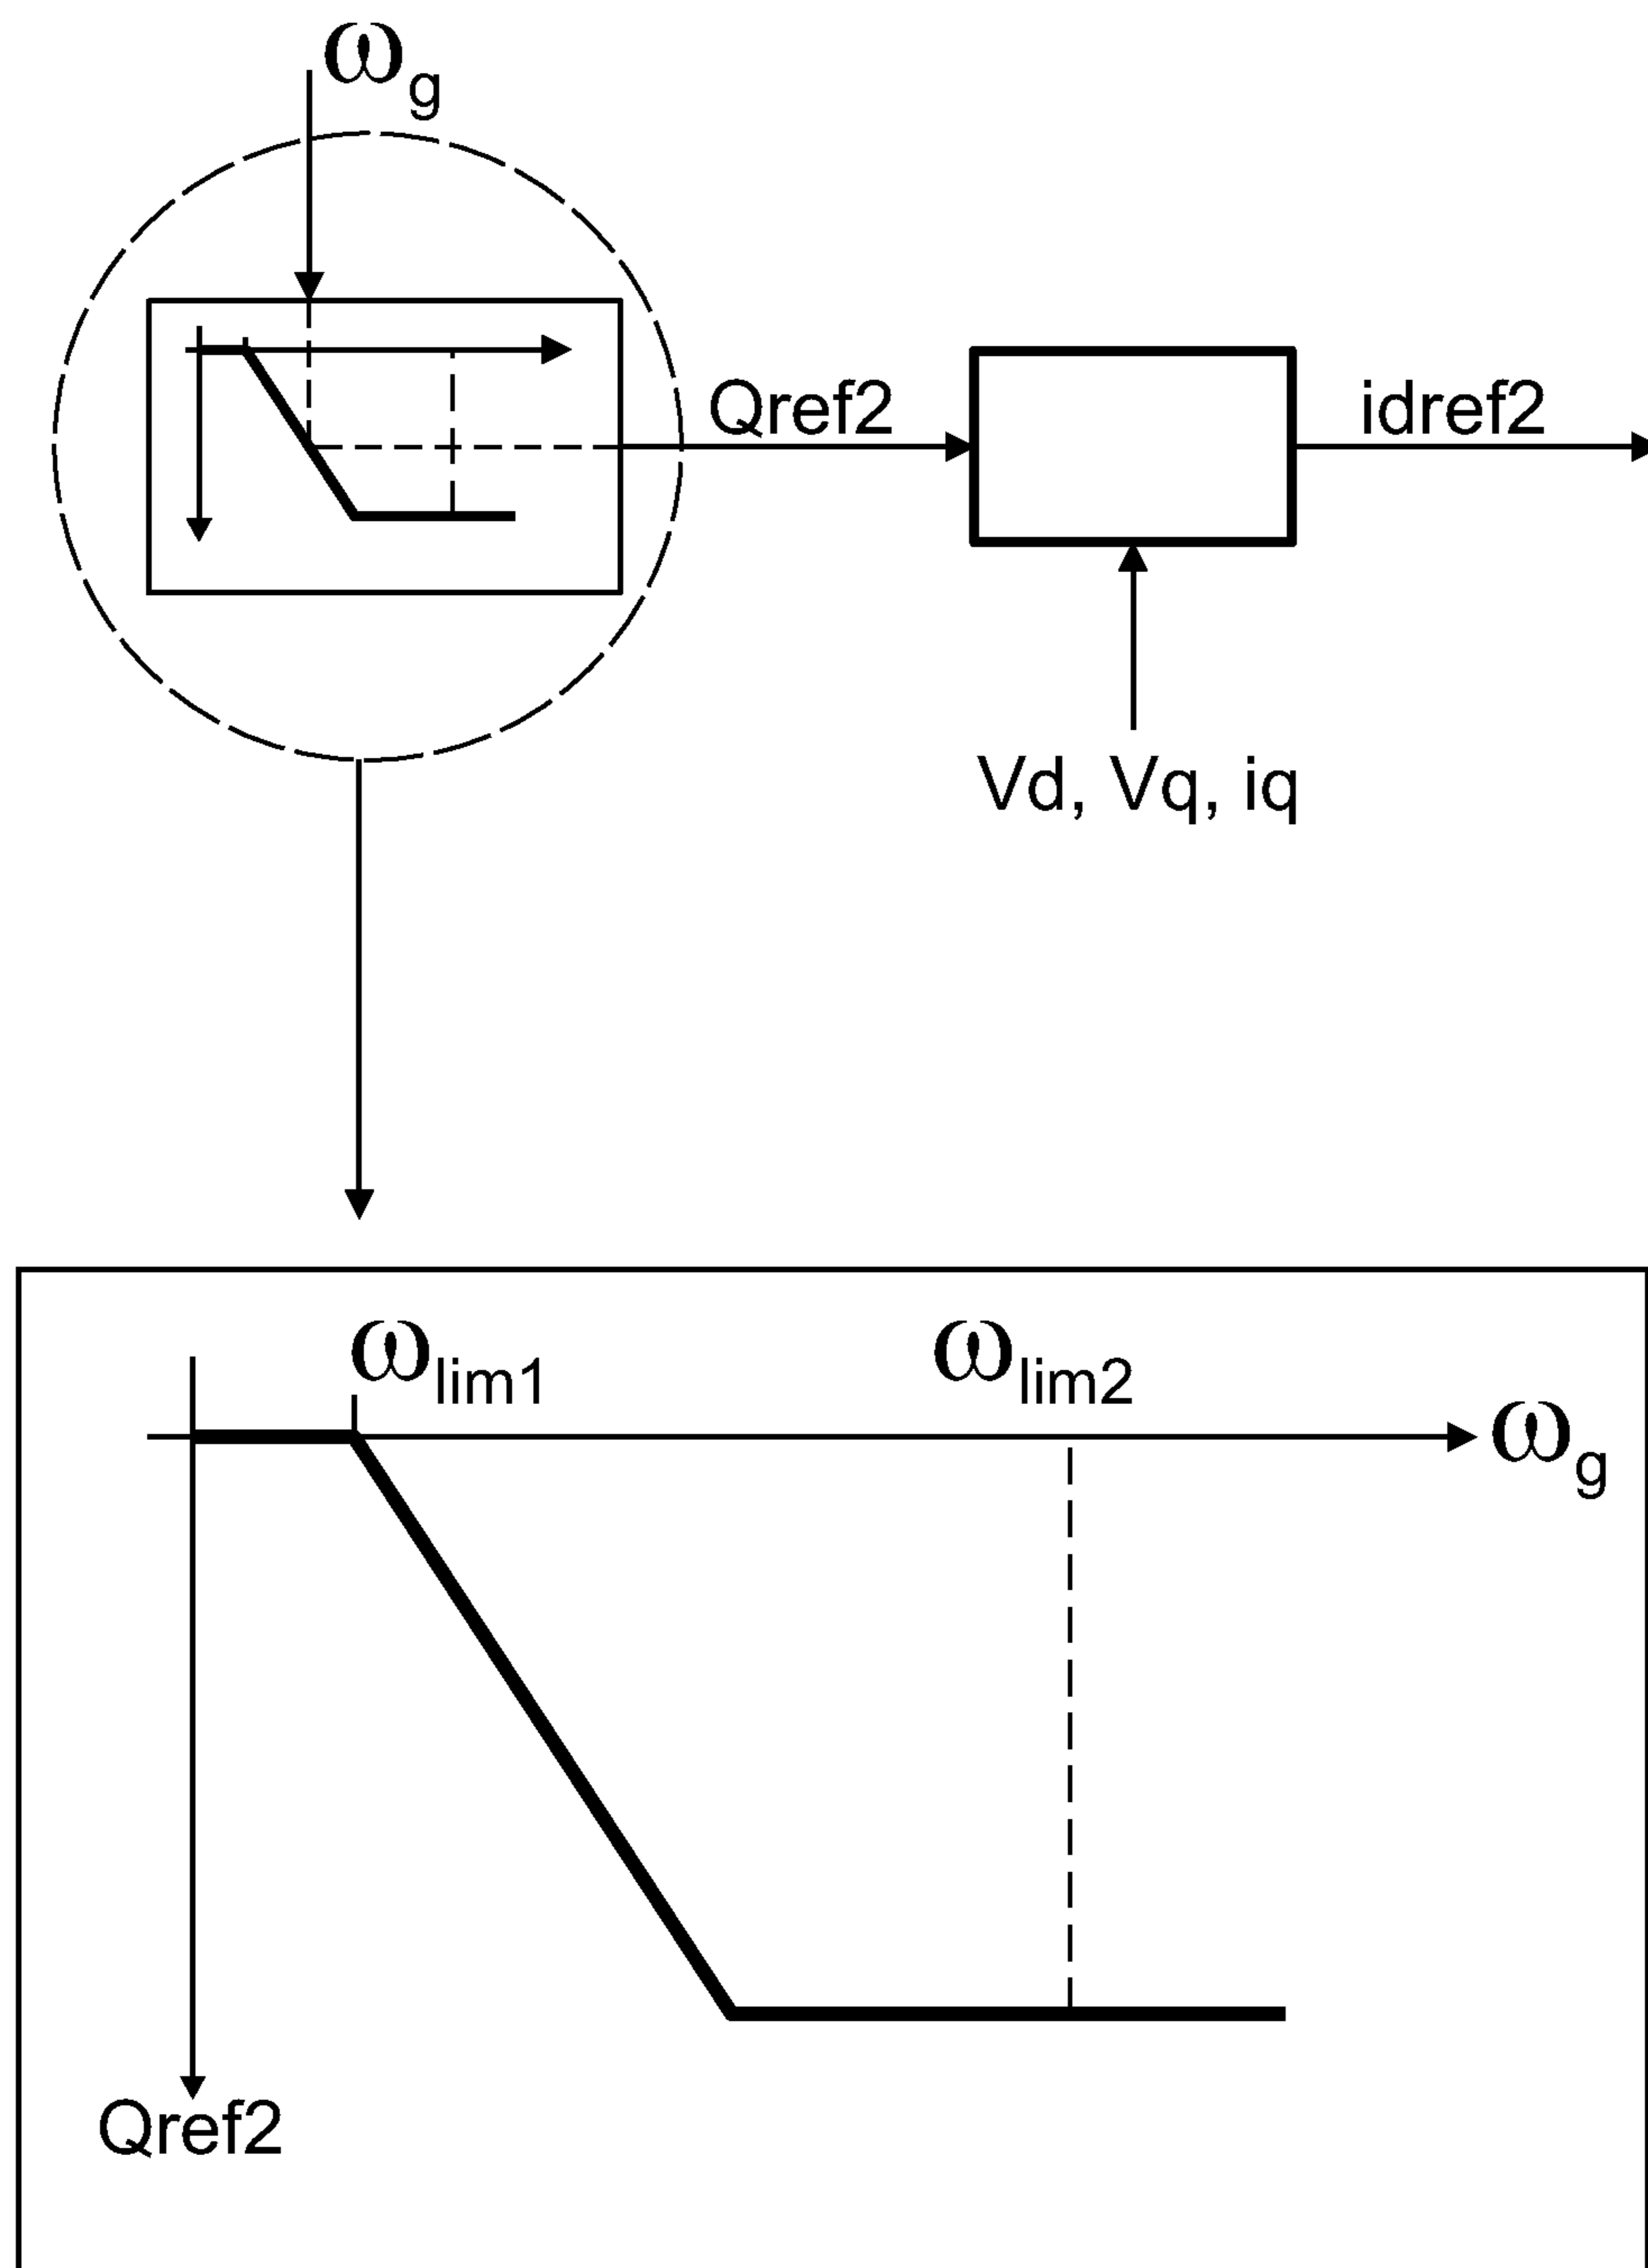 ωg
Qref2
idref2
Vd, Vq, iq
ωlim1
ωlim2
ωg
Qref2